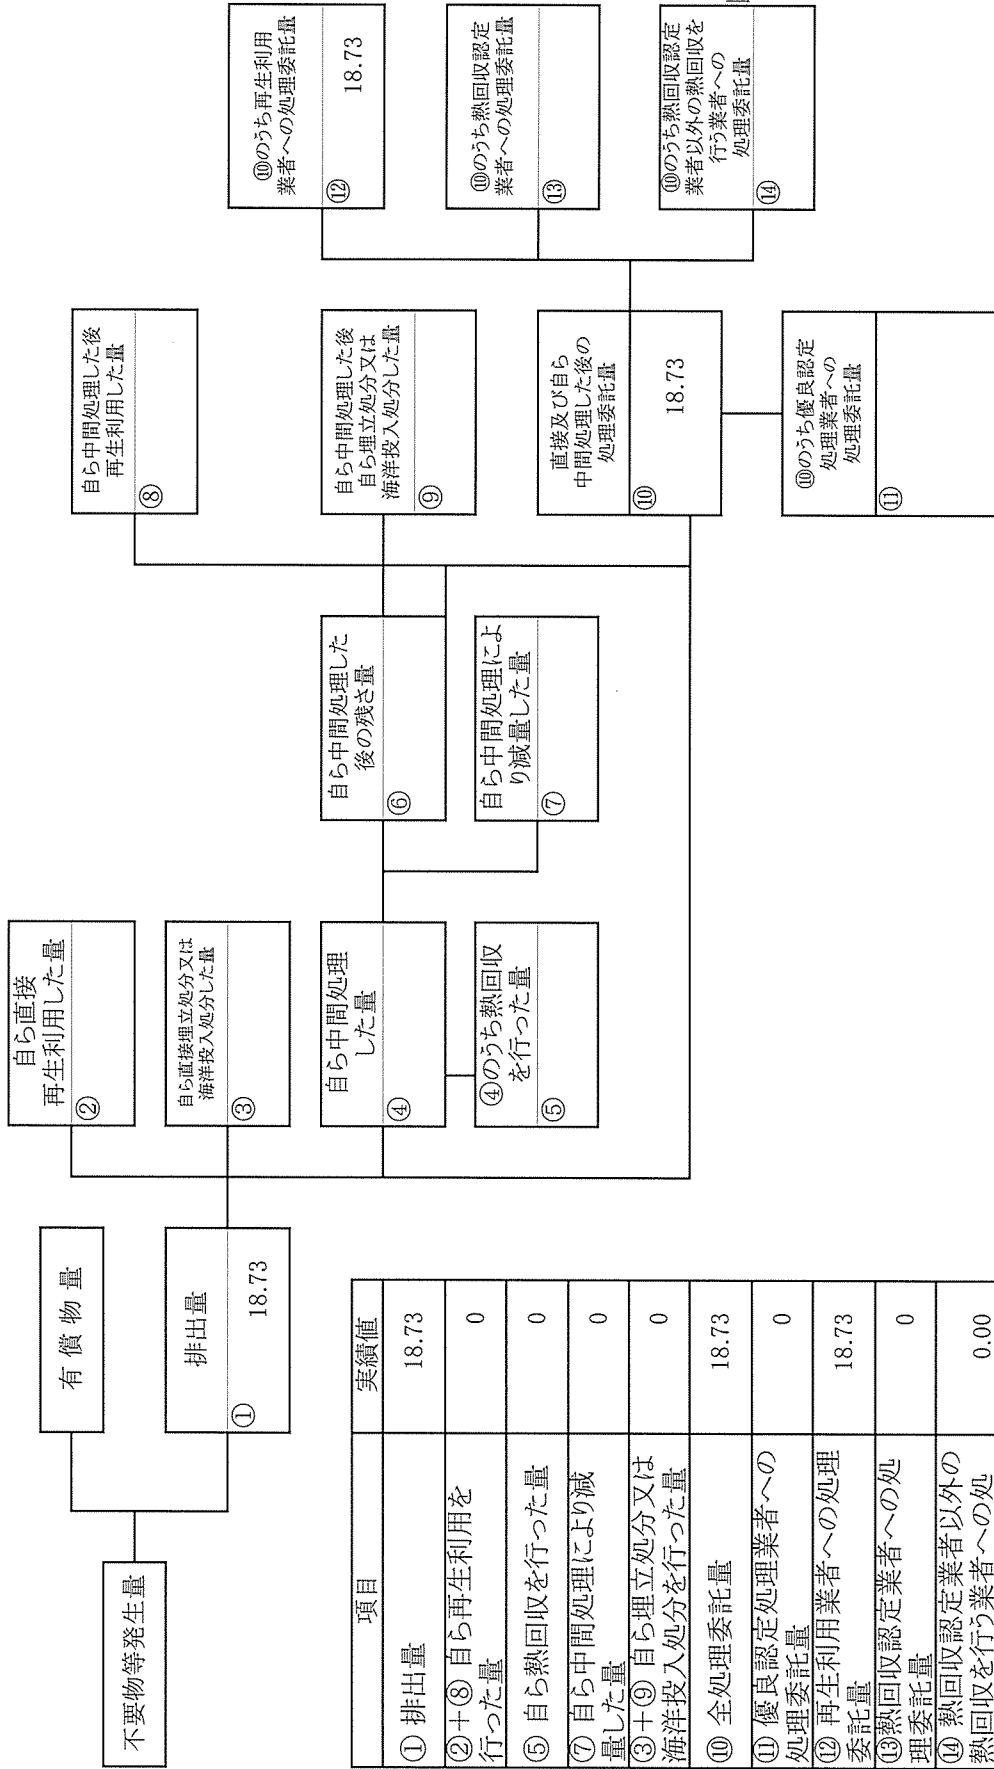 不要物等発生量
有償物量
排出量
①
18.73
自ら直接
再生利用した量
②
自ら直接埋立処分又は
海洋投入処分した量
③
自ら中間処理
した量
④
④のうち熱回収
を行った量
⑤
自ら中間処理した
後の残さ量
⑥
自ら中間処理によ
り減量した量
⑦
自ら中間処理した後
再生利用した量
⑧
自ら中間処理した後
自ら埋立処分又は
海洋投入処分した量
⑨
直接及び自ら
中間処理した後の
処理委託量
⑩
18.73
⑩のうち優良認定
処理業者への
処理委託量
⑪
⑩のうち再生利用
業者への処理委託量
⑫
18.73
⑩のうち熱回収認定
業者への処理委託量
⑬
⑩のうち熱回収認定
業者以外の熱回収を
行う業者への
処理委託量
⑭
項目 実績値
① 排出量 18.73
②+⑧ 自ら再生利用を
行った量 0
⑤ 自ら熱回収を行った量 0
⑦ 自ら中間処理により減
量した量 0
③+⑨ 自ら埋立処分又は
海洋投入処分を行った量 0
⑩ 全処理委託量 18.73
⑪ 優良認定処理業者への
処理委託量 0
⑫ 再生利用業者への処理
委託量 18.73
⑬熱回収認定業者への処
理委託量 0
⑭ 熱回収認定業者以外の
熱回収を行う業者への処 0.00